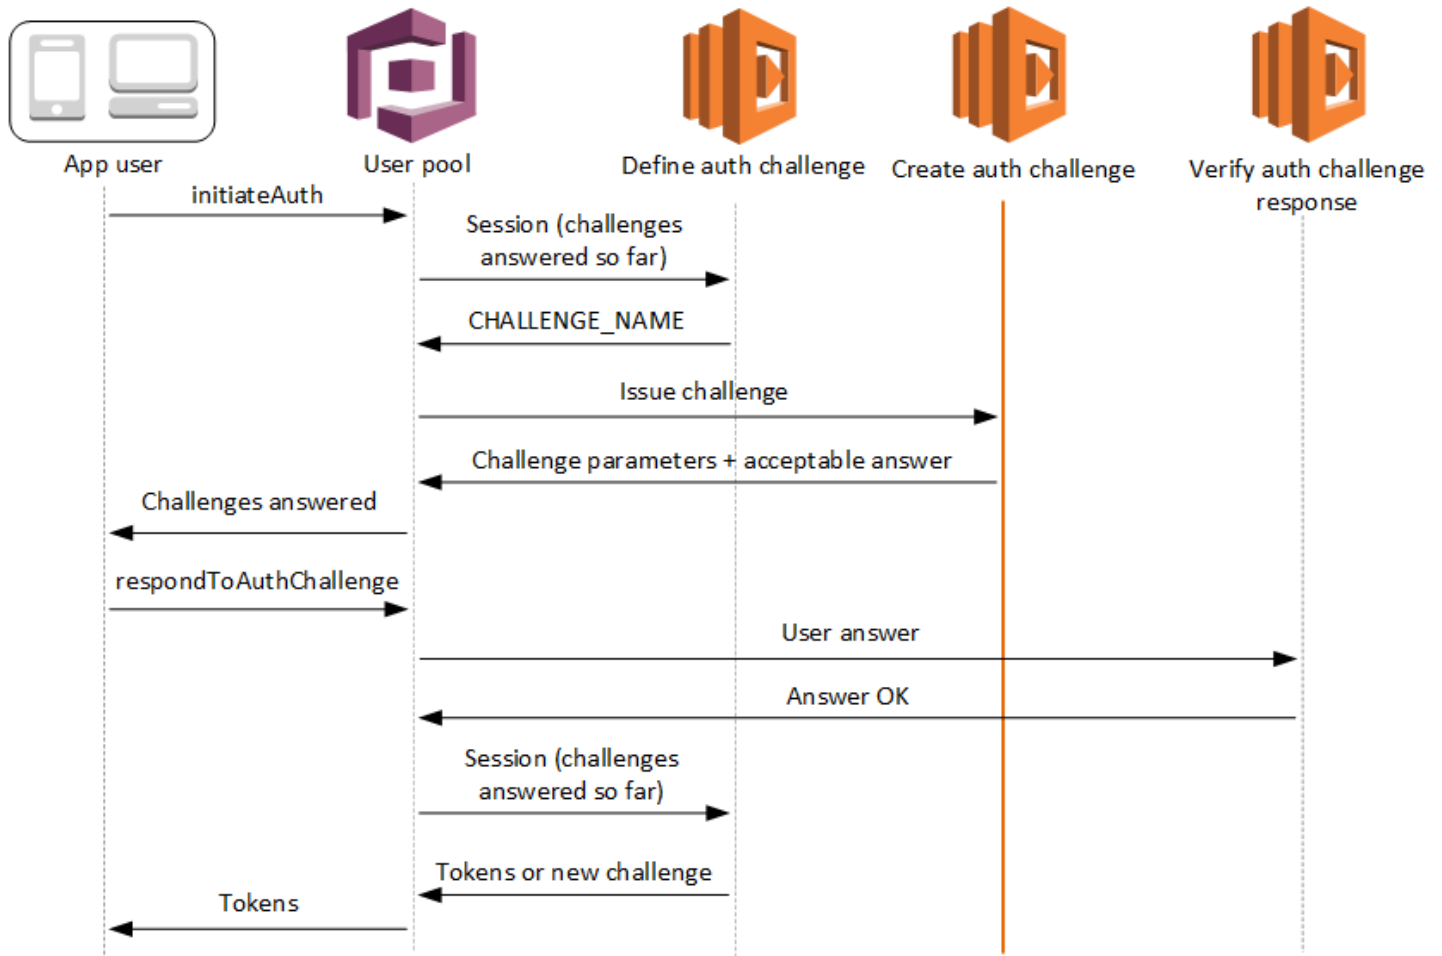 App user
User pool
Define auth challenge
Create auth challenge
Verify auth challenge
response
initiateAuth
Session (challenges
answered so far)
CHALLENGE_NAME
Issue challenge
Challenge parameters + acceptable answer
Challenges answered
respondToAuthChallenge
User answer
Answer OK
Session (challenges
answered so far)
Tokens or new challenge
Tokens